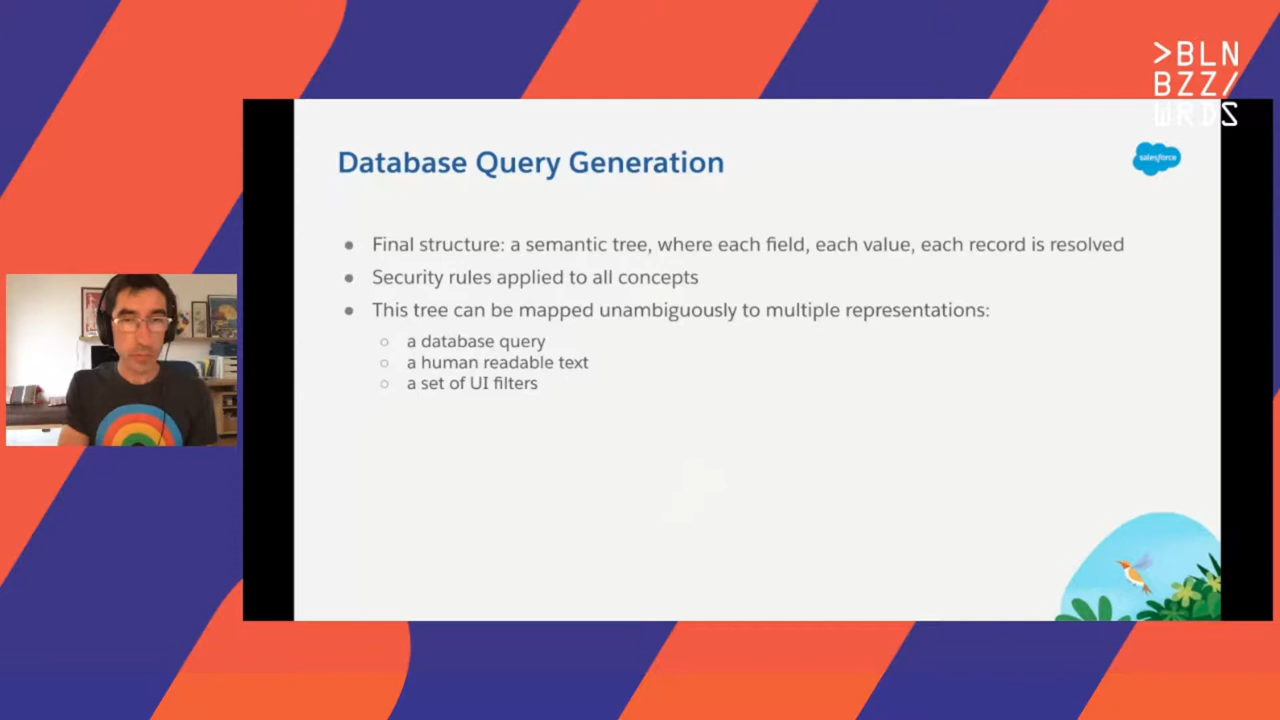 >BLN
BZZ/
WRDS
Database Query Generation
salesforce
● Final structure: a semantic tree, where each field, each value, each record is resolved
● Security rules applied to all concepts
● This tree can be mapped unambiguously to multiple representations:
○ a database query
○ a human readable text
○ a set of UI filters